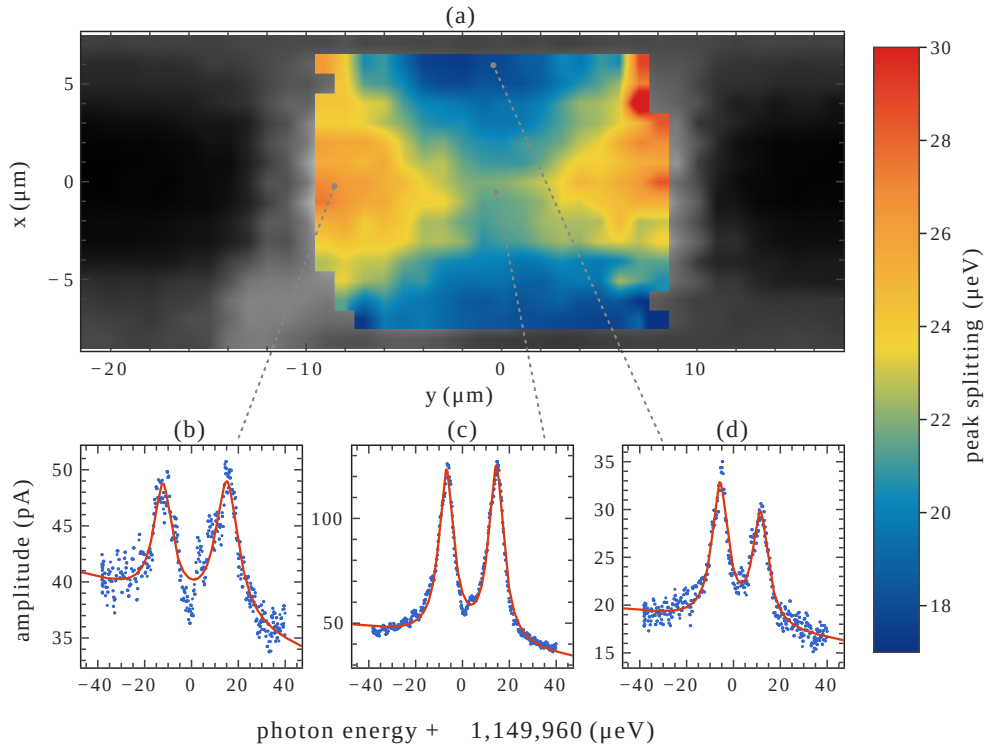 (a)
5
0
−5
x (μm)
−20
−10
0
10
y (μm)
30
28
26
24
22
20
18
peak splitting (μeV)
(b)
(c)
(d)
50
45
40
35
amplitude (pA)
−40 −20 0 20 40
100
50
−40 −20 0 20 40
35
30
25
20
15
−40 −20 0 20 40
photon energy + 1,149,960 (μeV)